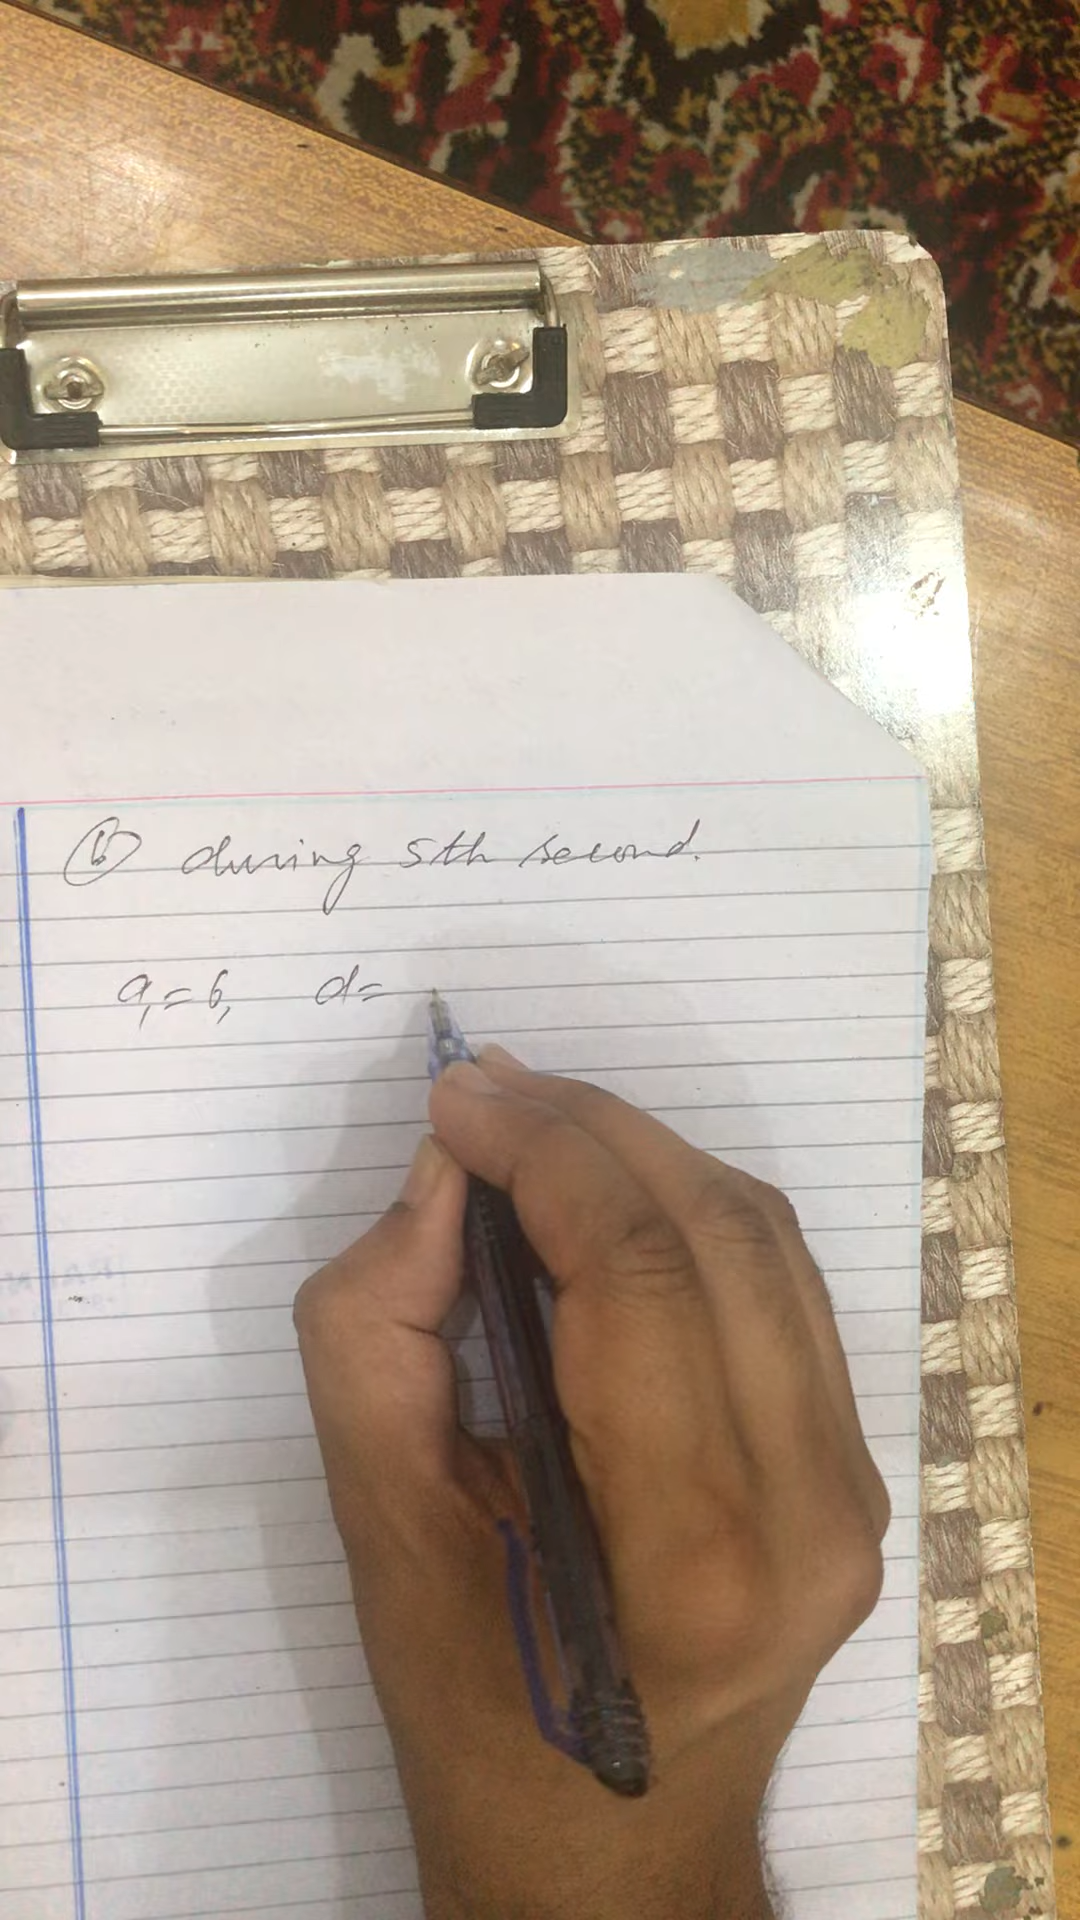 (b) during 5th second.
a₁ = 6, d =